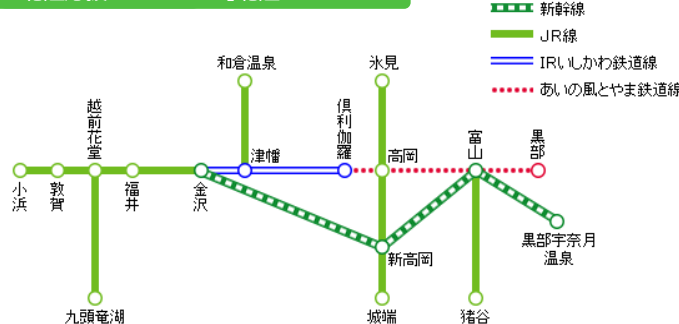 新幹線
JR線
IRいしかわ鉄道線
あいの風とやま鉄道線
和倉温泉
氷見
越前花堂
倶利伽羅
津幡
高岡
富山
黒部
小浜
敦賀
福井
金沢
新高岡
黒部宇奈月
温泉
九頭竜湖
城端
猪谷